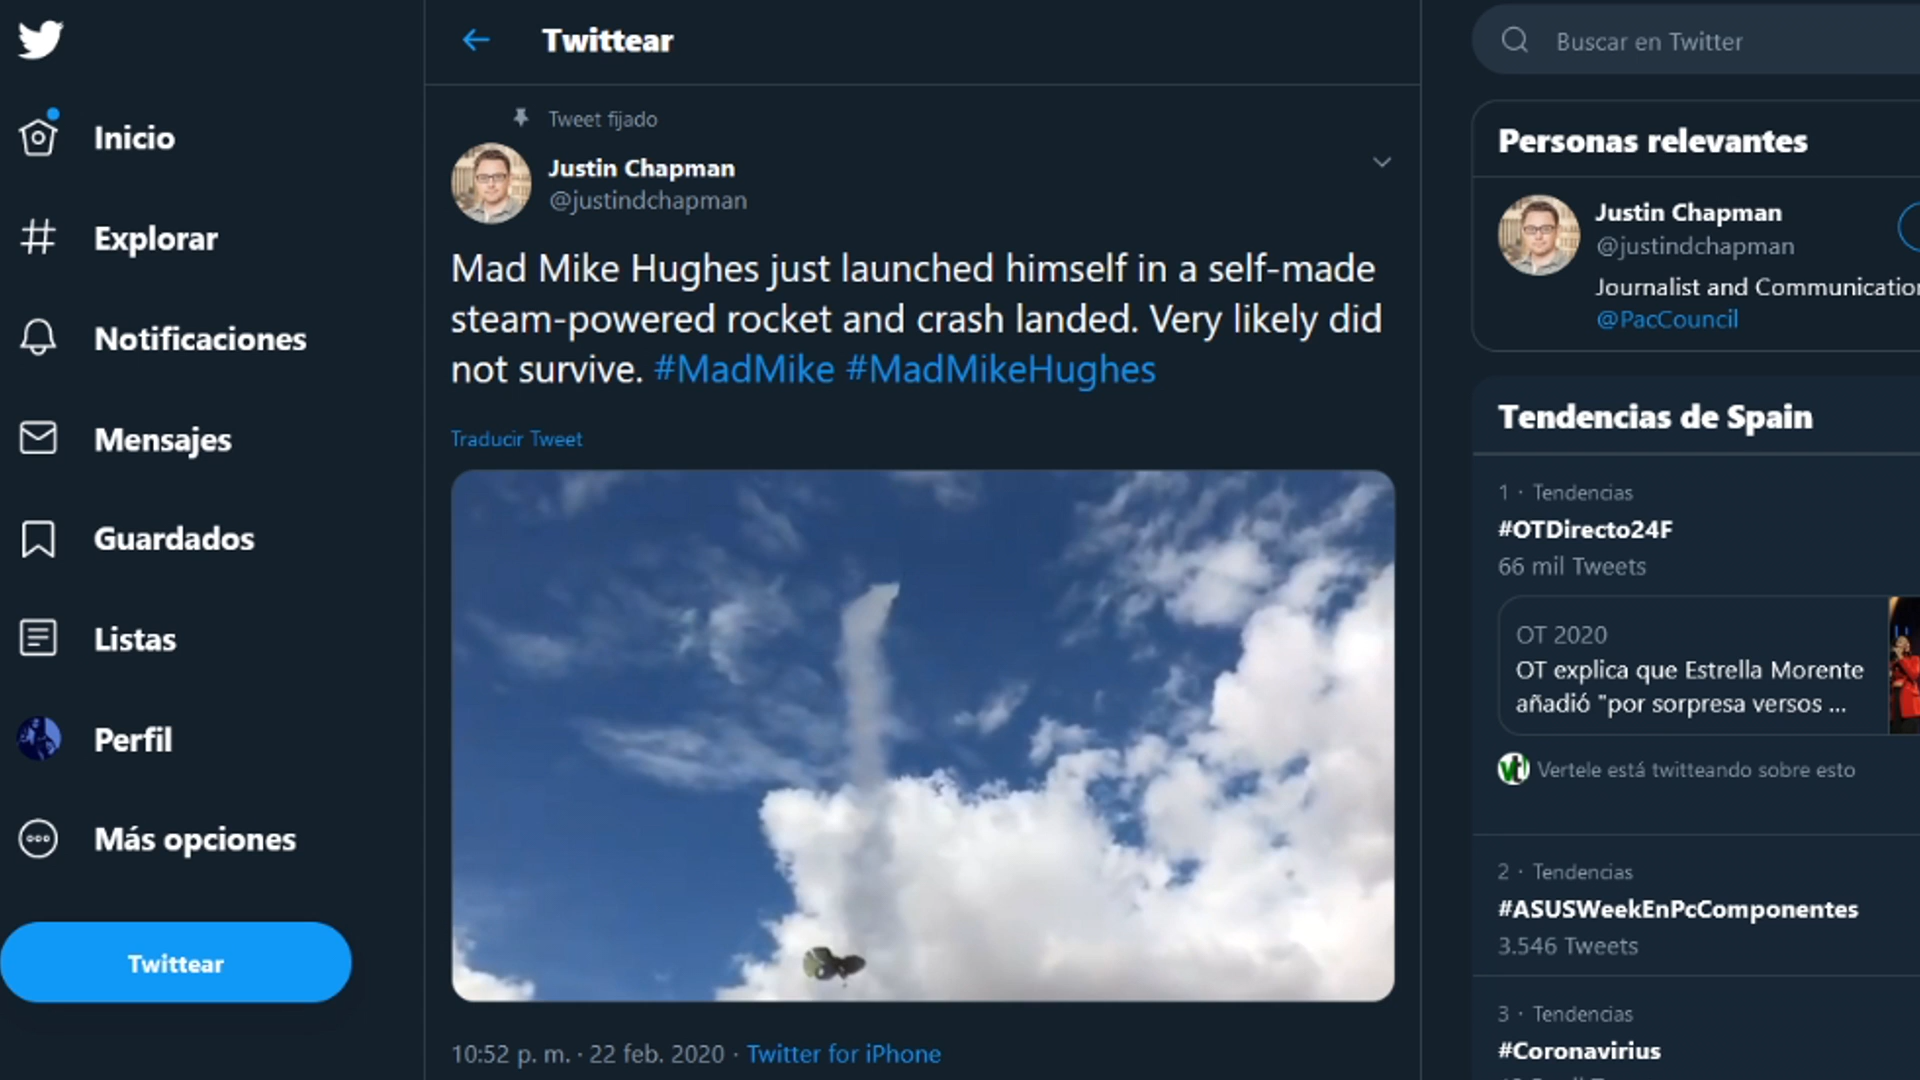 Inicio
Explorar
Notificaciones
Mensajes
Guardados
Listas
Perfil
Más opciones
Twittear
Twittear
Tweet fijado
Justin Chapman
@justindchapman
Mad Mike Hughes just launched himself in a self-made
steam-powered rocket and crash landed. Very likely did
not survive. #MadMike #MadMikeHughes
Traducir Tweet
10:52 p. m. · 22 feb. 2020 · Twitter for iPhone
Buscar en Twitter
Personas relevantes
Justin Chapman
@justindchapman
Journalist and Communication
@PacCouncil
Tendencias de Spain
1 · Tendencias
#OTDirecto24F
66 mil Tweets
OT 2020
OT explica que Estrella Morente
añadió "por sorpresa versos ...
Vertele está twitteando sobre esto
2 · Tendencias
#ASUSWeekEnPcComponentes
3.546 Tweets
3 · Tendencias
#Coronavirius